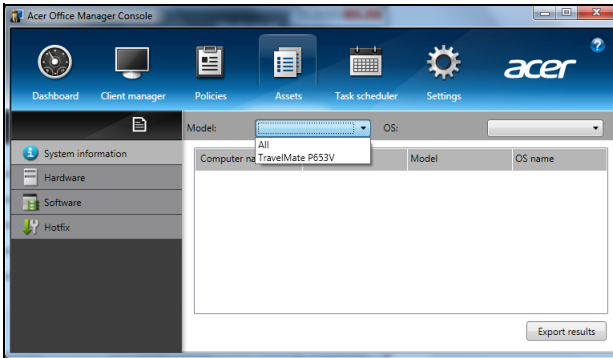 Acer Office Manager Console
?
acer
Dashboard
Client manager
Policies
Assets
Task scheduler
Settings
Model:
OS:
All
TravelMate P653V
System information
Hardware
Software
Hotfix
Computer
Model
OS name
Export results